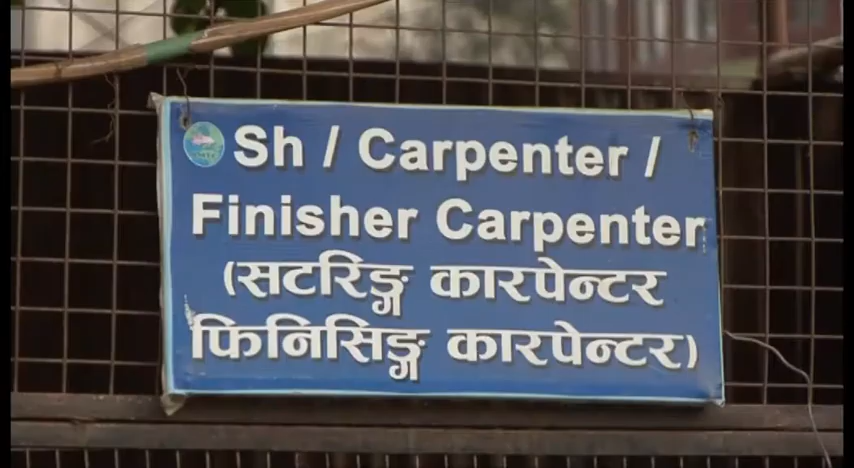 Sh / Carpenter /
Finisher Carpenter
(सटरिङ्ग कारपेन्टर
फिनिसिङ्ग कारपेन्टर)